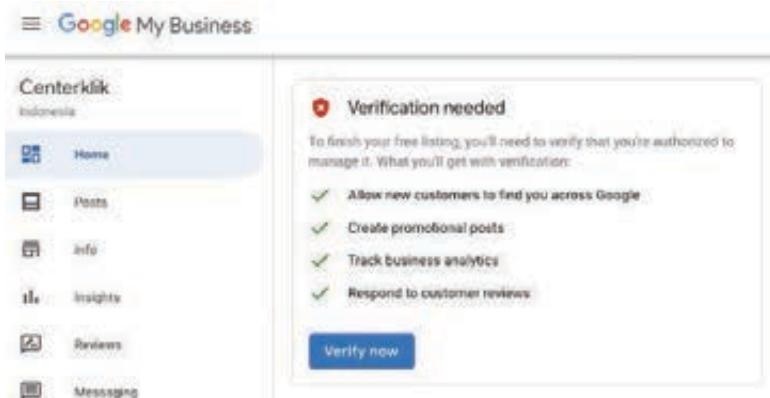 Google My Business
Centerklik
Indonesia
Home
Posts
Info
Insights
Reviews
Messaging
Verification needed
To finish your free listing, you'll need to verify that you're authorized to
manage it. What you'll get with verification:
Allow new customers to find you across Google
Create promotional posts
Track business analytics
Respond to customer reviews
Verify now